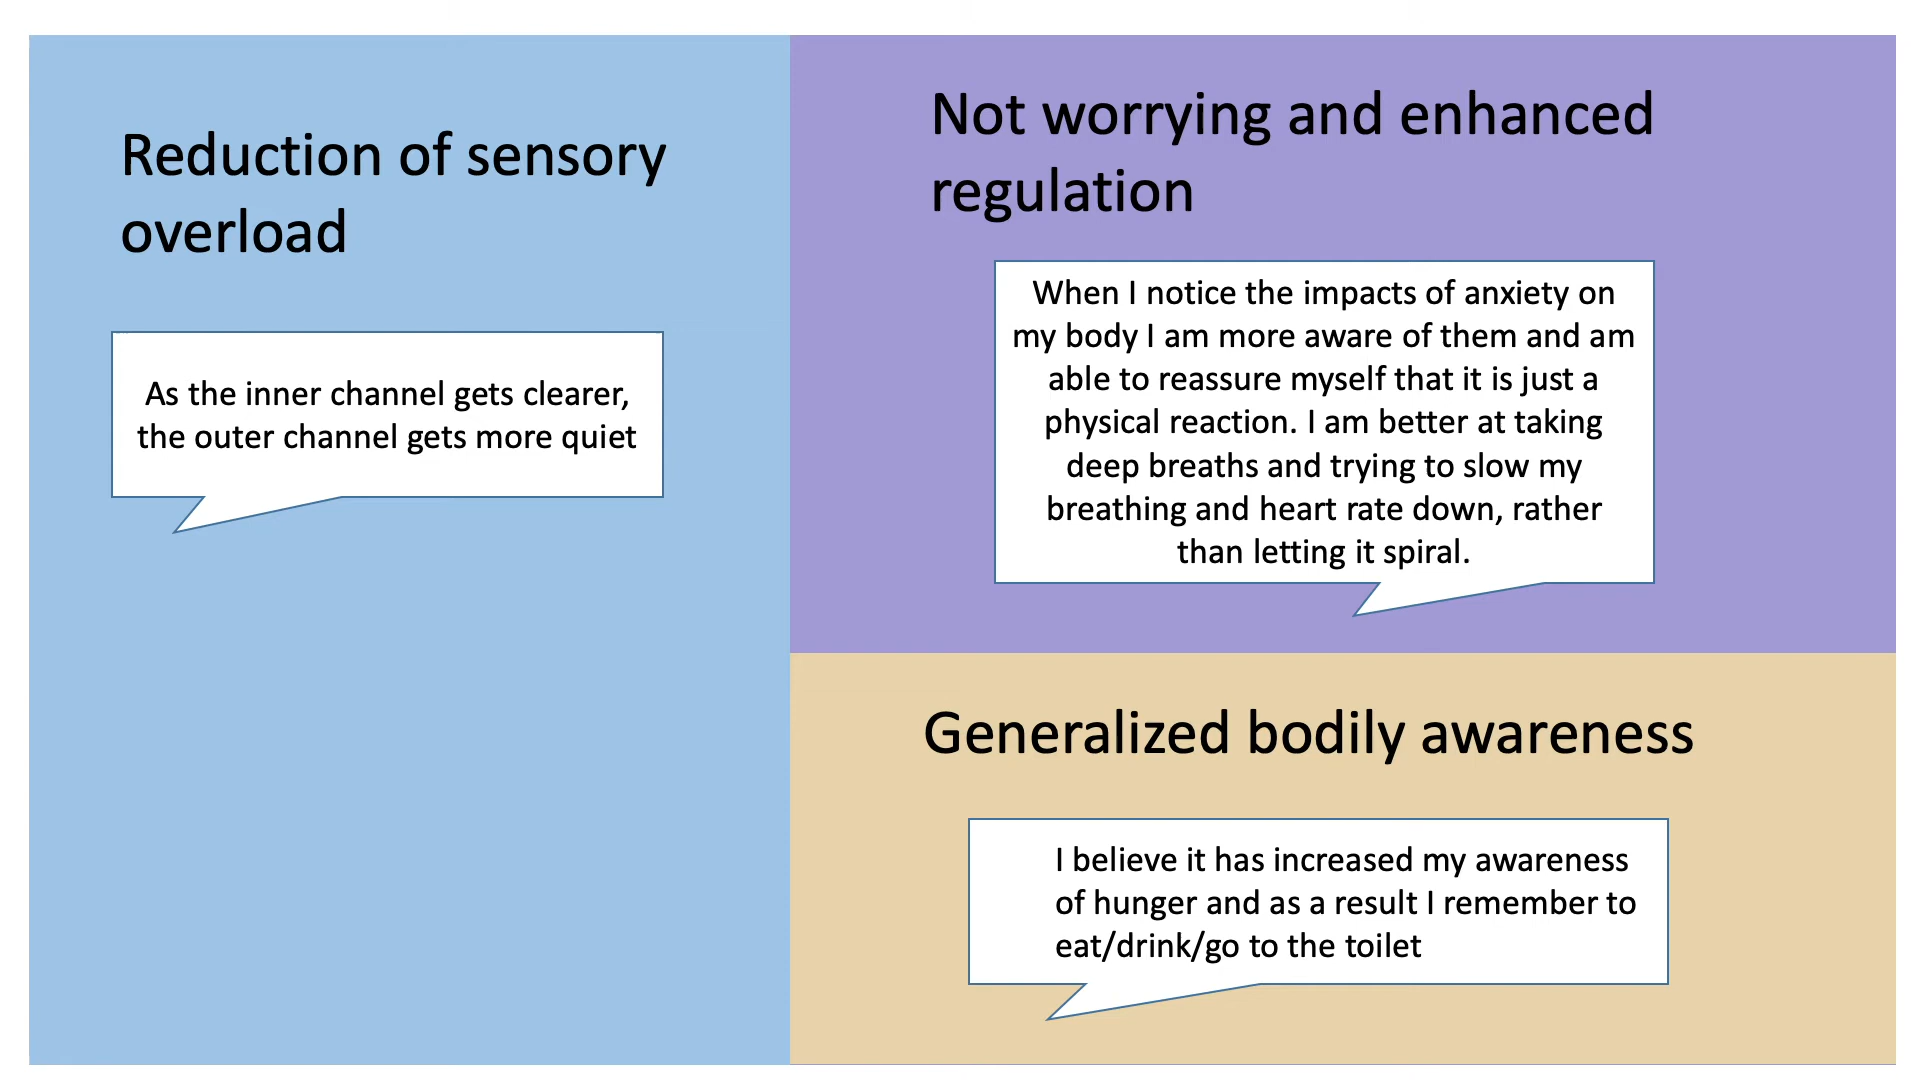 Reduction of sensory
overload
As the inner channel gets clearer,
the outer channel gets more quiet
Not worrying and enhanced
regulation
When I notice the impacts of anxiety on
my body I am more aware of them and am
able to reassure myself that it is just a
physical reaction. I am better at taking
deep breaths and trying to slow my
breathing and heart rate down, rather
than letting it spiral.
Generalized bodily awareness
I believe it has increased my awareness
of hunger and as a result I remember to
eat/drink/go to the toilet